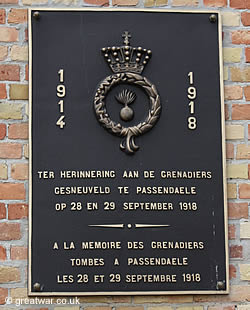 1914
1918
TER HERINNERING AAN DE GRENADIERS
GESNEUVELD TE PASSENDAELE
OP 28 EN 29 SEPTEMBER 1918
A LA MEMOIRE DES GRENADIERS
TOMBES A PASSENDAELE
LES 28 ET 29 SEPTEMBRE 1918
© greatwar.co.uk